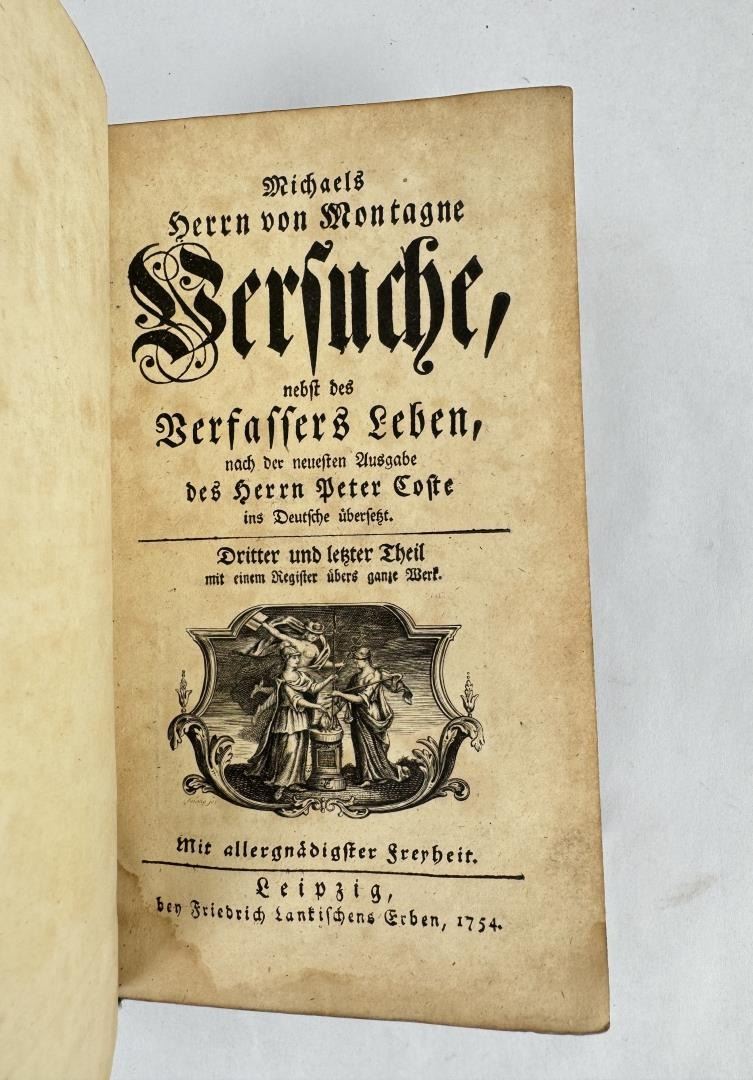 Michaels
Herrn von Montagne
Versuche,
nebst des
Verfassers Leben,
nach der neuesten Ausgabe
des Herrn Peter Coste
ins Deutsche übersetzt.
Dritter und letzter Theil
mit einem Register übers ganze Werk.
Mit allergnädigster Freyheit.
Leipzig,
bey Friedrich Lankischens Erben, 1754.